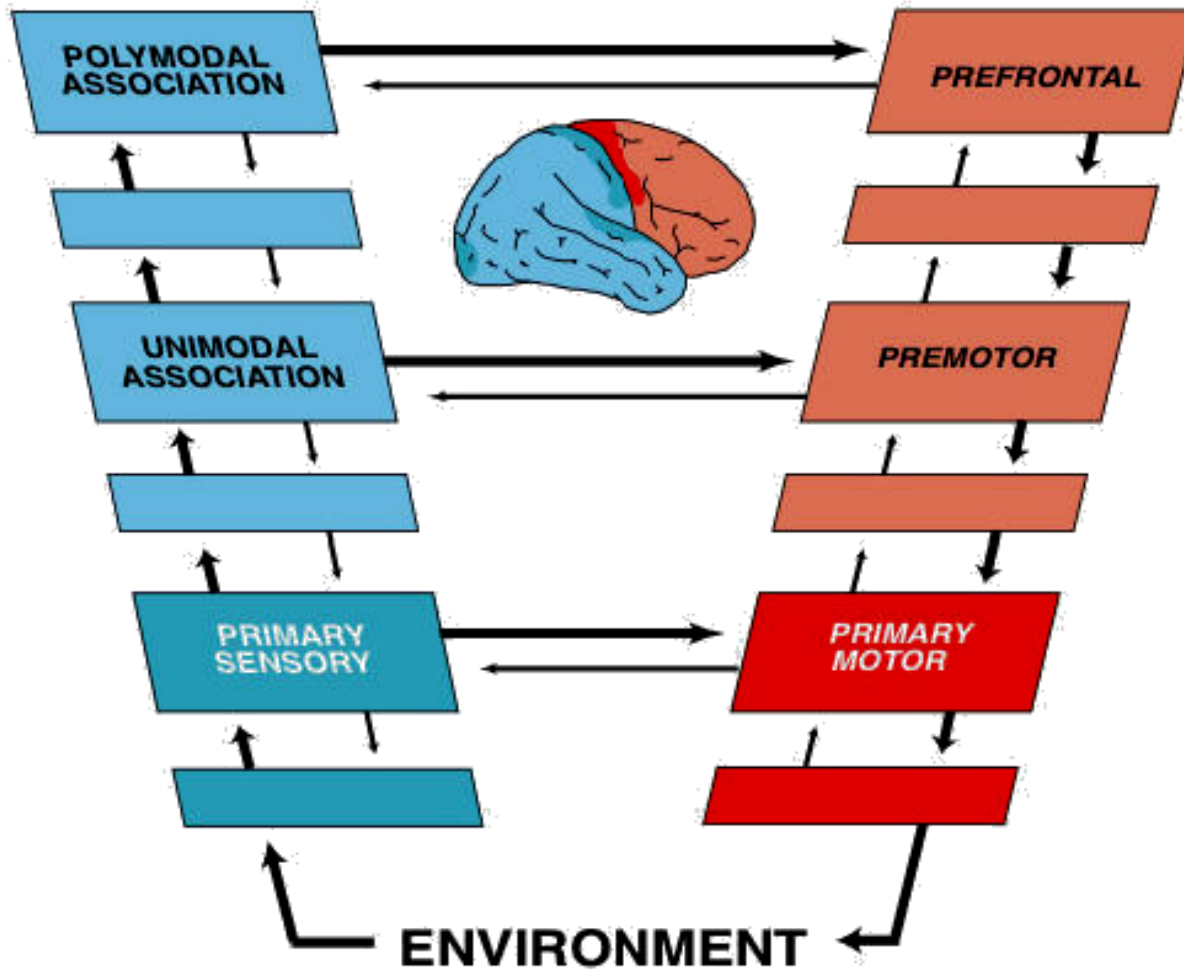 POLYMODAL
ASSOCIATION
PREFRONTAL
UNIMODAL
ASSOCIATION
PREMOTOR
PRIMARY
SENSORY
PRIMARY
MOTOR
ENVIRONMENT